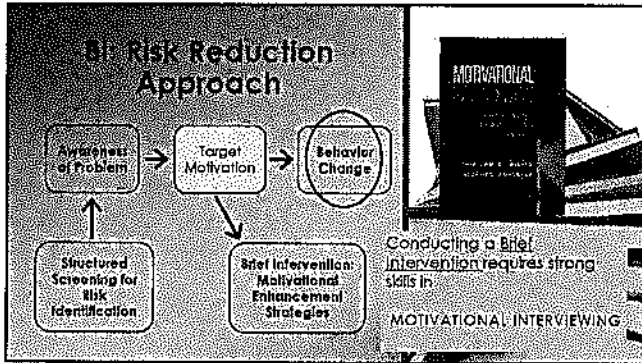 BI: Risk Reduction
Approach
Awareness
of Problem
Target
Motivation
Behavior
Change
Structured
Screening for
Risk
Identification
Brief Intervention:
Motivational
Enhancement
Strategies
MOTIVATIONAL
Conducting a Brief
Intervention requires strong
skills in
MOTIVATIONAL INTERVIEWING